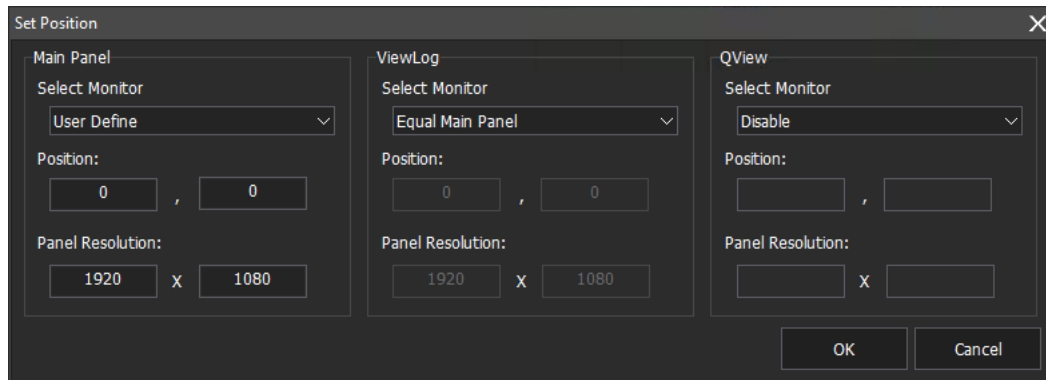 Set Position
X
Main Panel
Select Monitor
User Define
Position:
0 , 0
Panel Resolution:
1920 X 1080
ViewLog
Select Monitor
Equal Main Panel
Position:
0 , 0
Panel Resolution:
1920 X 1080
QView
Select Monitor
Disable
Position:
,
Panel Resolution:
X
OK Cancel